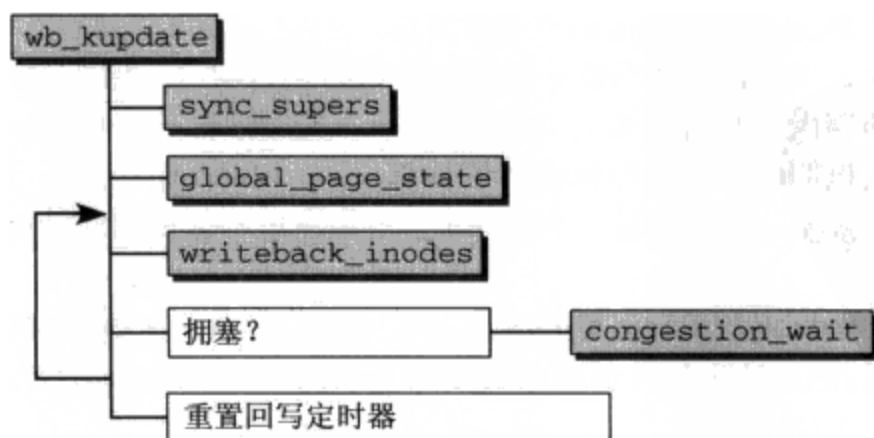 wb_kupdate
sync_supers
global_page_state
writeback_inodes
拥塞? congestion_wait
重置回写定时器